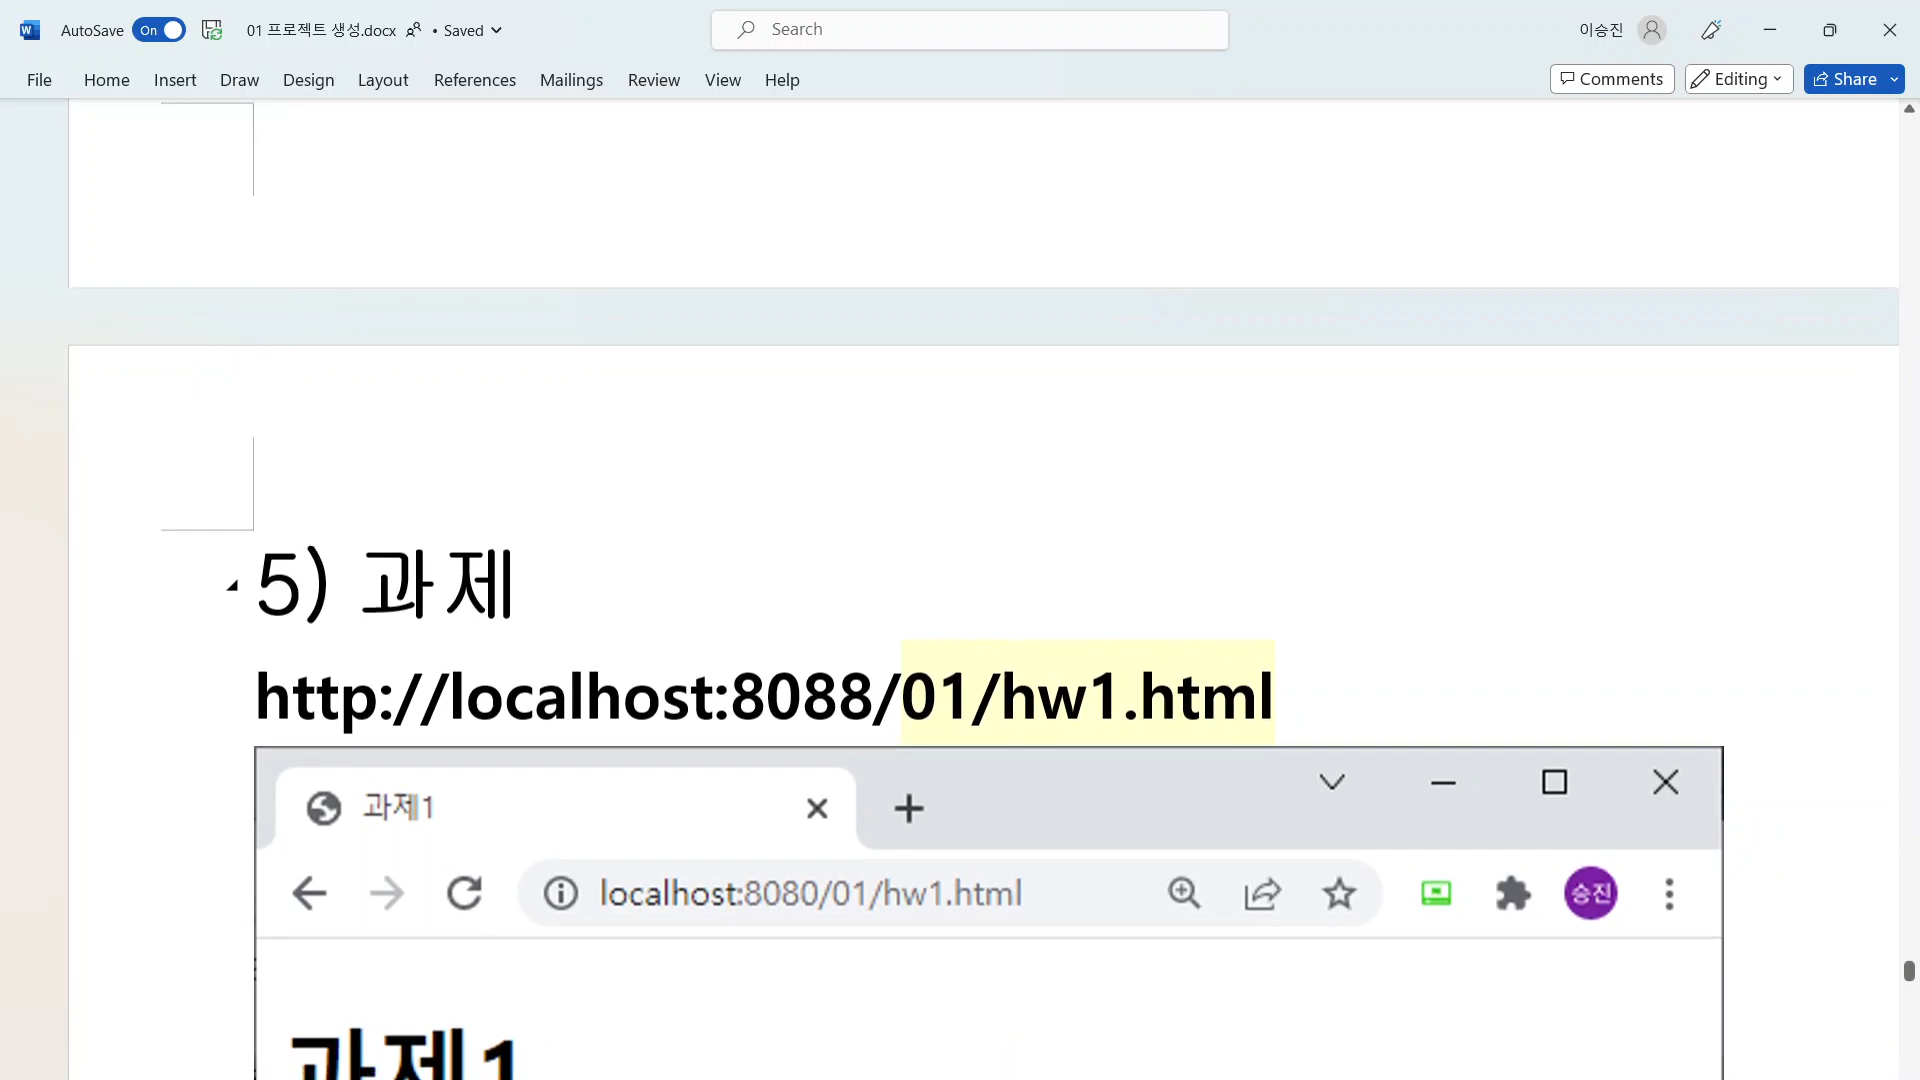 AutoSave On 01 프로젝트 생성.docx • Saved Search 이승진
File Home Insert Draw Design Layout References Mailings Review View Help Comments Editing Share
5) 과제
http://localhost:8088/01/hw1.html
과제1
localhost:8080/01/hw1.html 승진
과제1